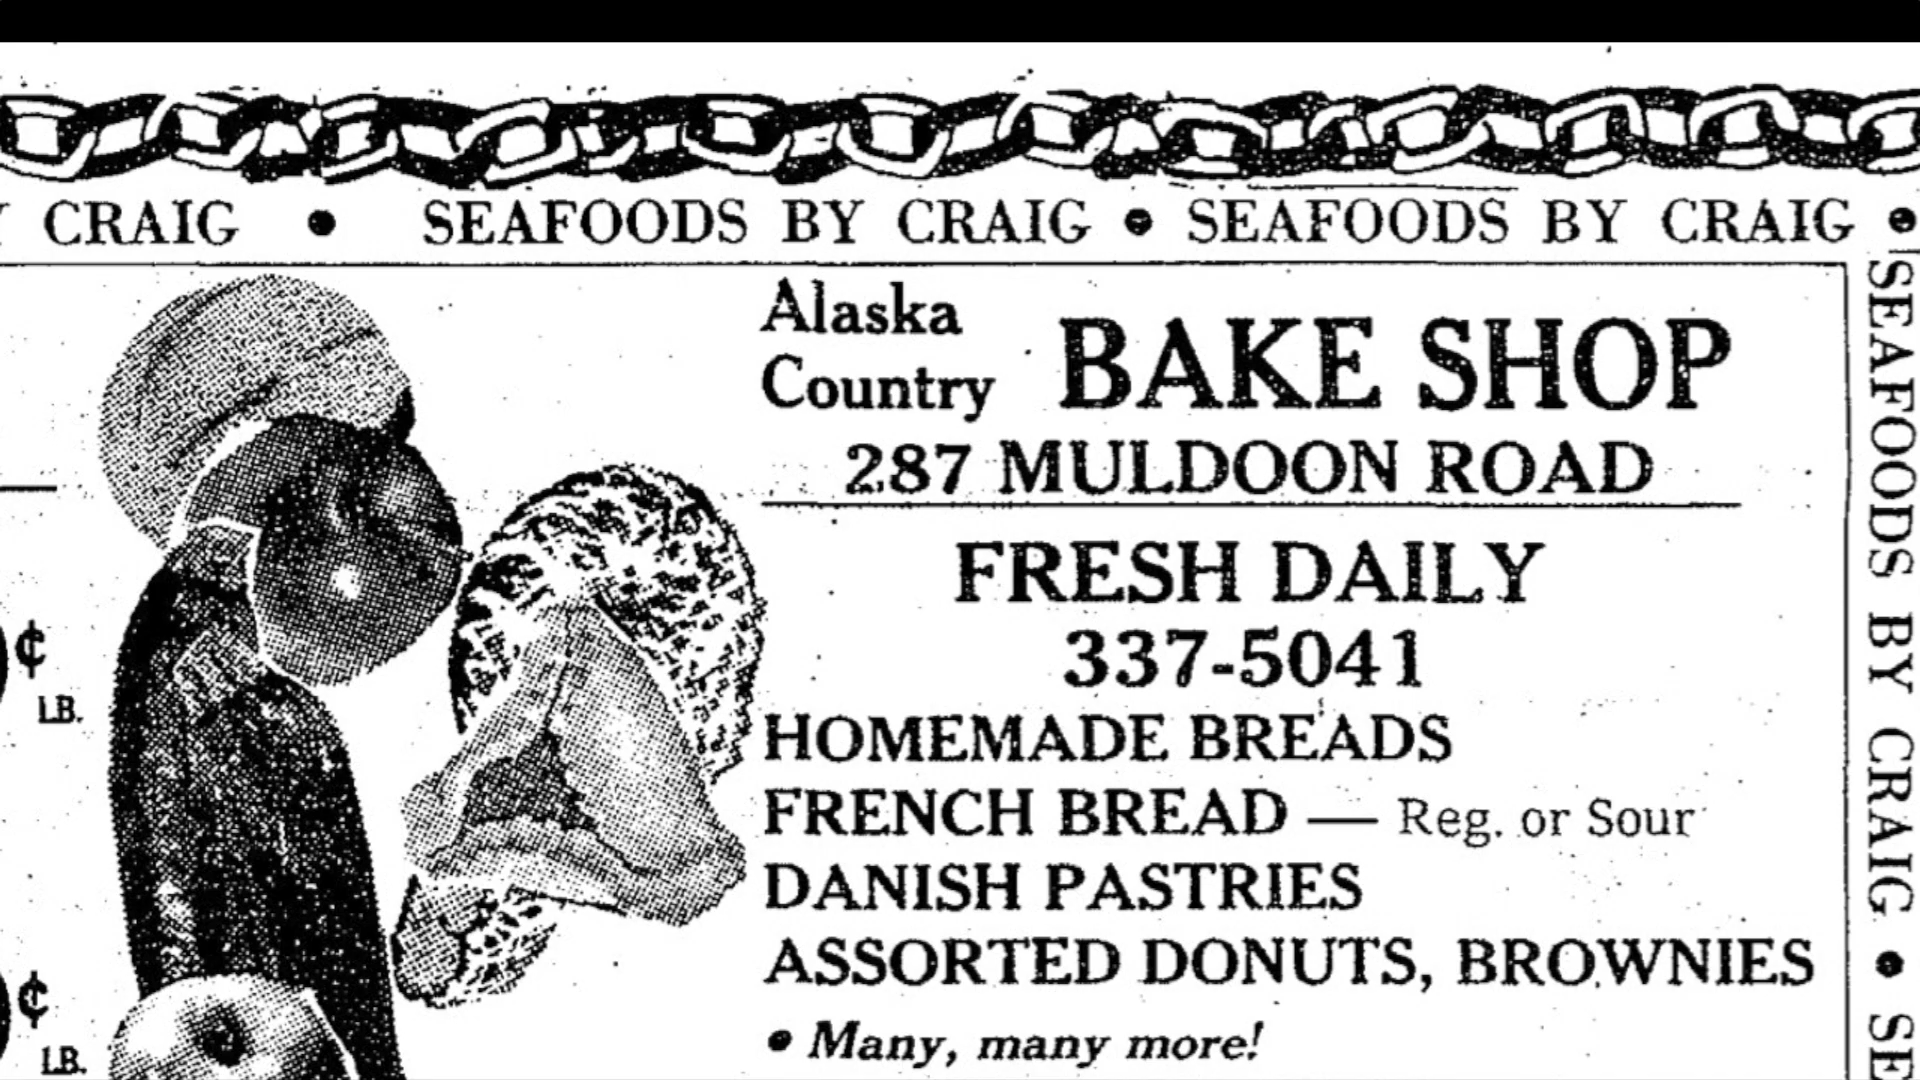 CRAIG • SEAFOODS BY CRAIG • SEAFOODS BY CRAIG •
Alaska
Country
BAKE SHOP
287 MULDOON ROAD
FRESH DAILY
337-5041
HOMEMADE BREADS
FRENCH BREAD — Reg. or Sour
DANISH PASTRIES
ASSORTED DONUTS, BROWNIES
• Many, many more!
¢
LB.
¢
LB.
SEAFOODS BY CRAIG •